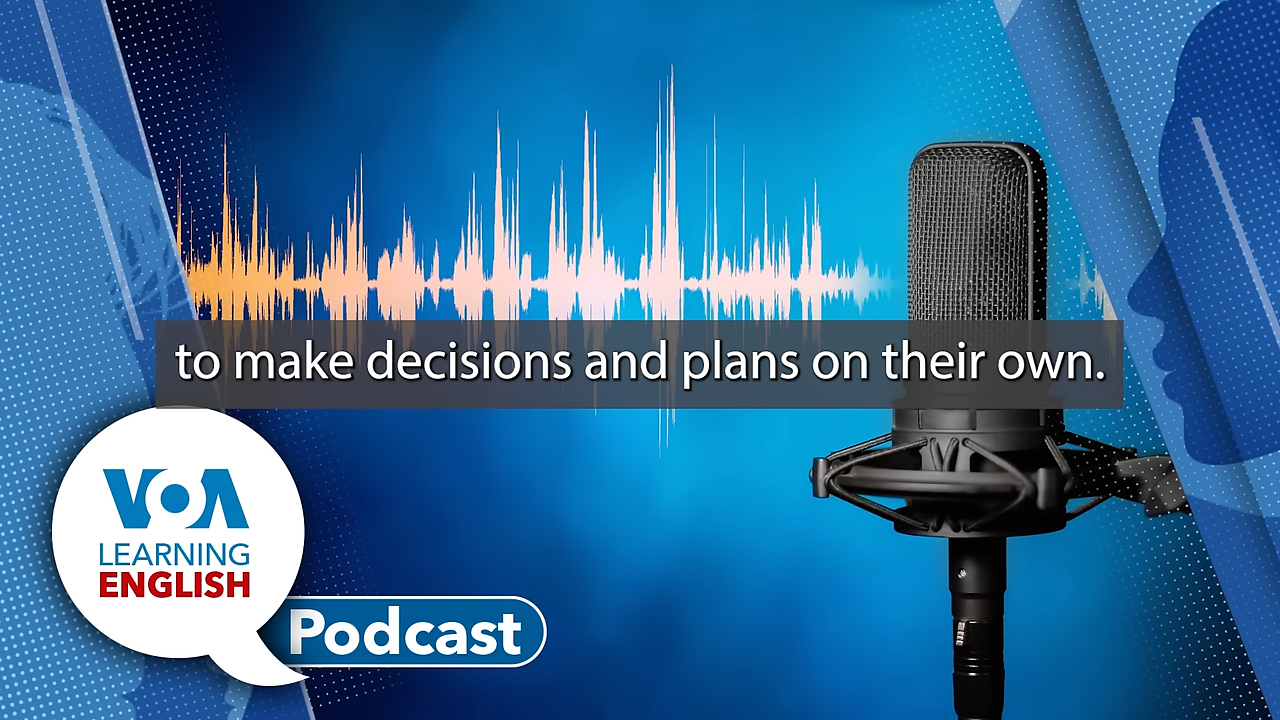 to make decisions and plans on their own.
VOA
LEARNING
ENGLISH
Podcast